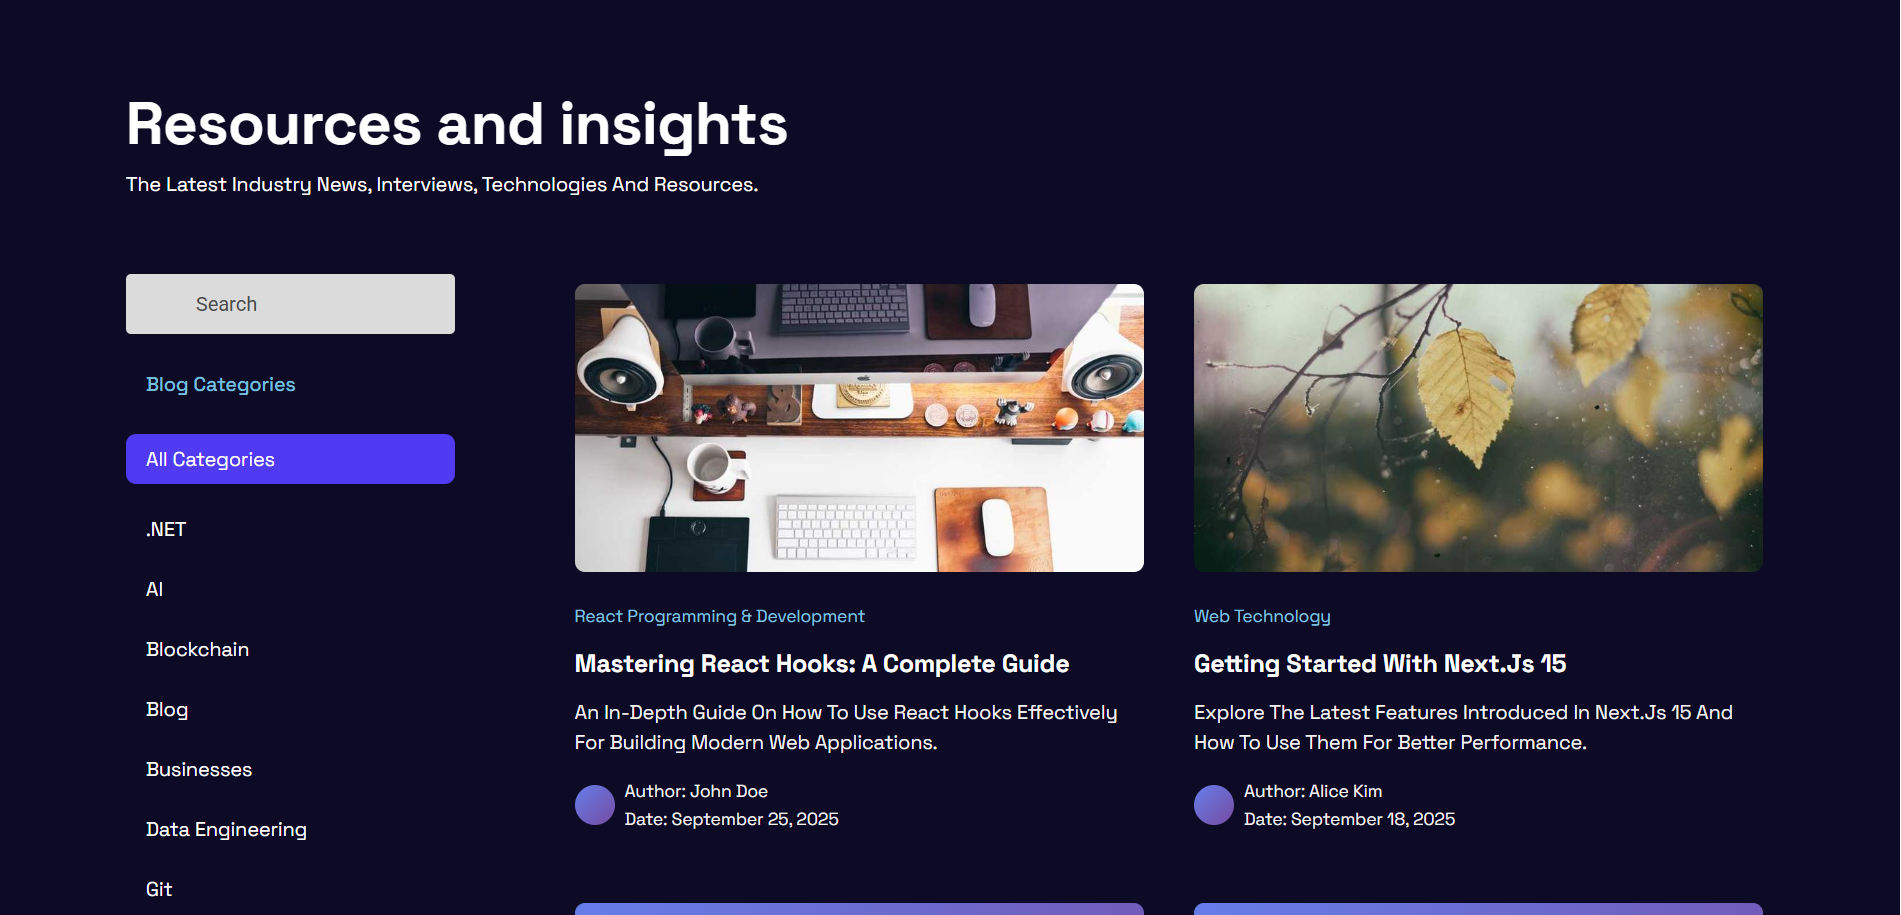 Resources and insights
The Latest Industry News, Interviews, Technologies And Resources.
Search
Blog Categories
All Categories
.NET
AI
Blockchain
Blog
Businesses
Data Engineering
Git
React Programming & Development
Mastering React Hooks: A Complete Guide
An In-Depth Guide On How To Use React Hooks Effectively
For Building Modern Web Applications.
Author: John Doe
Date: September 25, 2025
Web Technology
Getting Started With Next.Js 15
Explore The Latest Features Introduced In Next.Js 15 And
How To Use Them For Better Performance.
Author: Alice Kim
Date: September 18, 2025